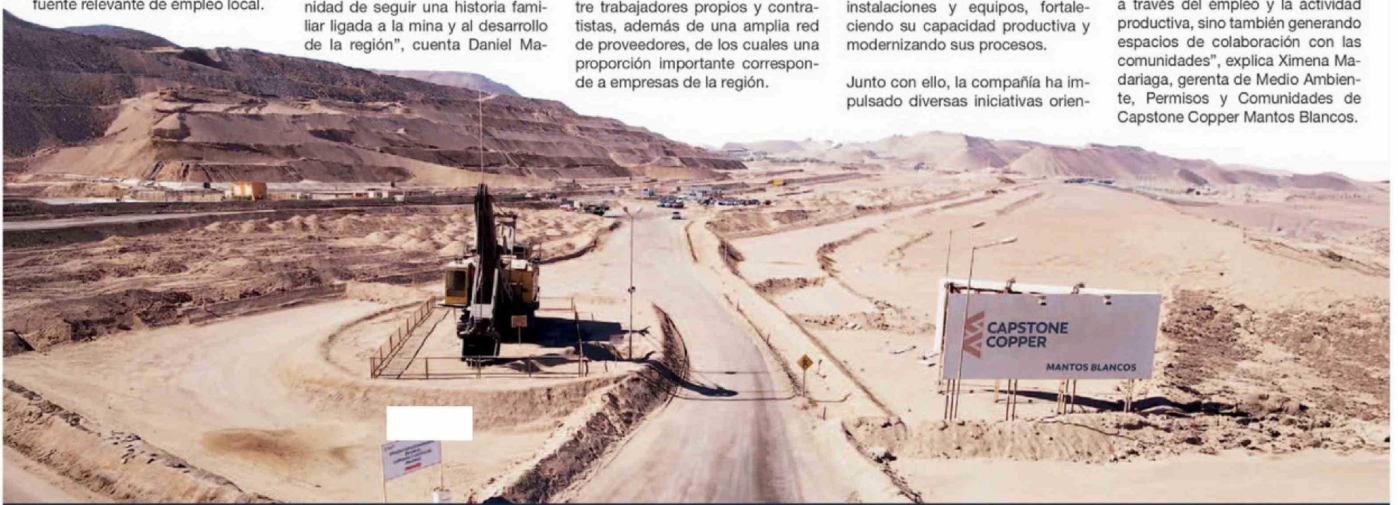 fuente relevante de empleo local.
nidad de seguir una historia fami-
liar ligada a la mina y al desarrollo
de la región”, cuenta Daniel Ma-
tre trabajadores propios y contra-
tistas, además de una amplia red
de proveedores, de los cuales una
proporción importante correspon-
de a empresas de la región.
instalaciones y equipos, fortale-
ciendo su capacidad productiva y
modernizando sus procesos.
Junto con ello, la compañía ha im-
pulsado diversas iniciativas orien-
a través del empleo y la actividad
productiva, sino también generando
espacios de colaboración con las
comunidades”, explica Ximena Ma-
dariaga, gerenta de Medio Ambien-
te, Permisos y Comunidades de
Capstone Copper Mantos Blancos.
CAPSTONE
COPPER
MANTOS BLANCOS